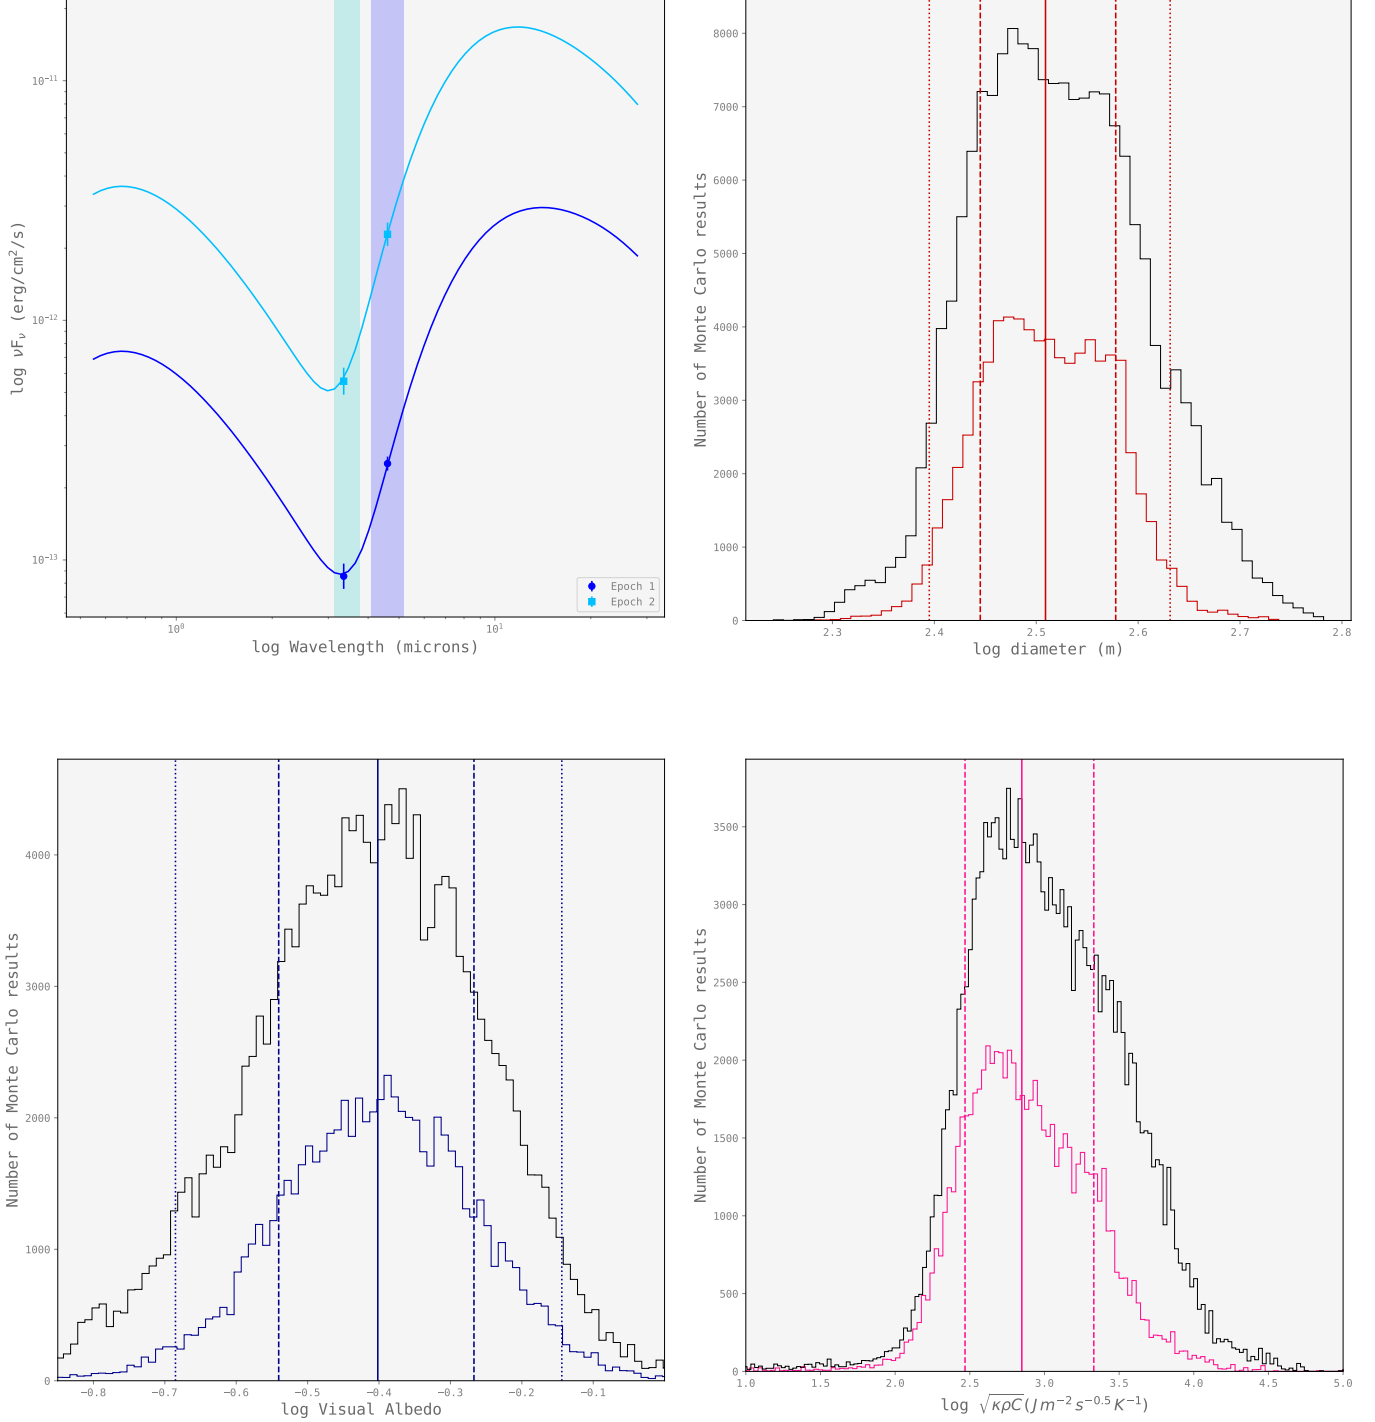 10⁻¹¹
10⁻¹²
10⁻¹³
log νFν (erg/cm²/s)
10⁰
10¹
log Wavelength (microns)
Epoch 1
Epoch 2
8000
7000
6000
5000
4000
3000
2000
1000
0
Number of Monte Carlo results
2.3 2.4 2.5 2.6 2.7 2.8
log diameter (m)
4000
3000
2000
1000
0
Number of Monte Carlo results
−0.8 −0.7 −0.6 −0.5 −0.4 −0.3 −0.2 −0.1
log Visual Albedo
3500
3000
2500
2000
1500
1000
500
0
Number of Monte Carlo results
1.0 1.5 2.0 2.5 3.0 3.5 4.0 4.5 5.0
log √κρC(Jm⁻²s⁻⁰·⁵K⁻¹)